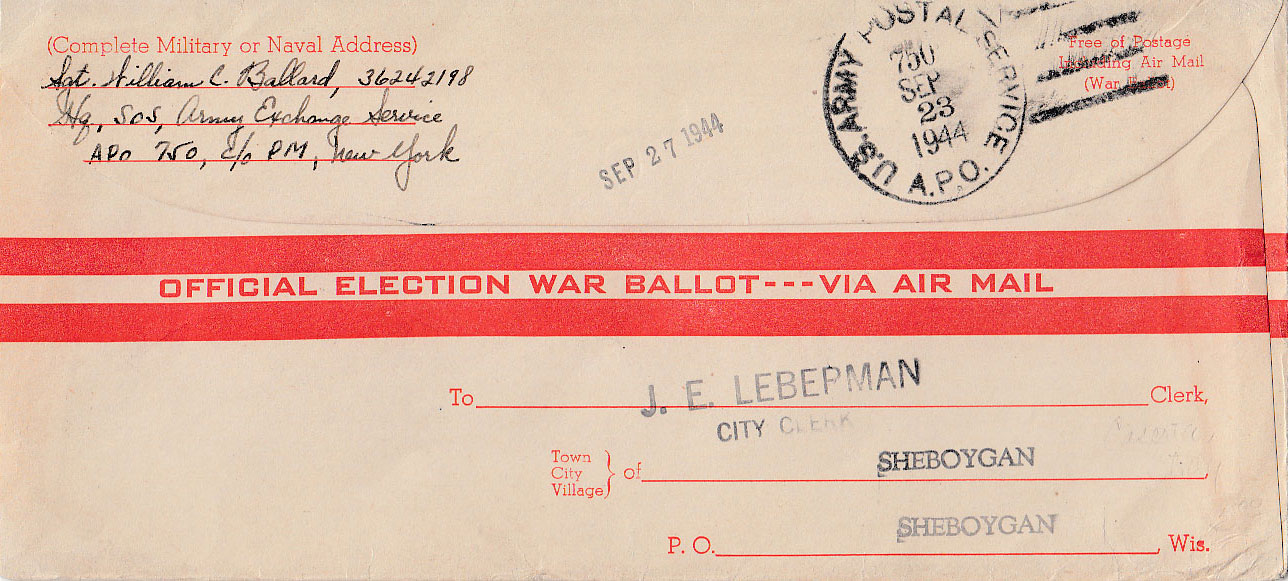 (Complete Military or Naval Address)
Sgt. William C. Ballard, 36242198
Hq, SOS, Army Exchange Service
APO 750, C/o PM, New York
SEP 27 1944
U.S. ARMY POSTAL SERVICE
750
SEP
23
1944
A.P.O.
Free of Postage
Including Air Mail
(War
OFFICIAL ELECTION WAR BALLOT---VIA AIR MAIL
To J. E. LEBERMAN Clerk,
CITY CLERK
Town
City
Village
of SHEBOYGAN,
P. O. SHEBOYGAN, Wis.